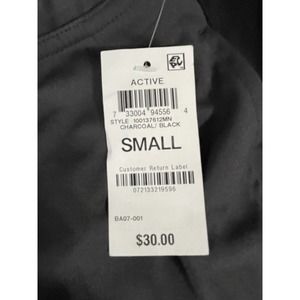 ACTIVE
7 33004 94556 4
STYLE 100137612MN
CHARCOAL/ BLACK
SMALL
Customer Return Label
072133219596
BA07-001
$30.00